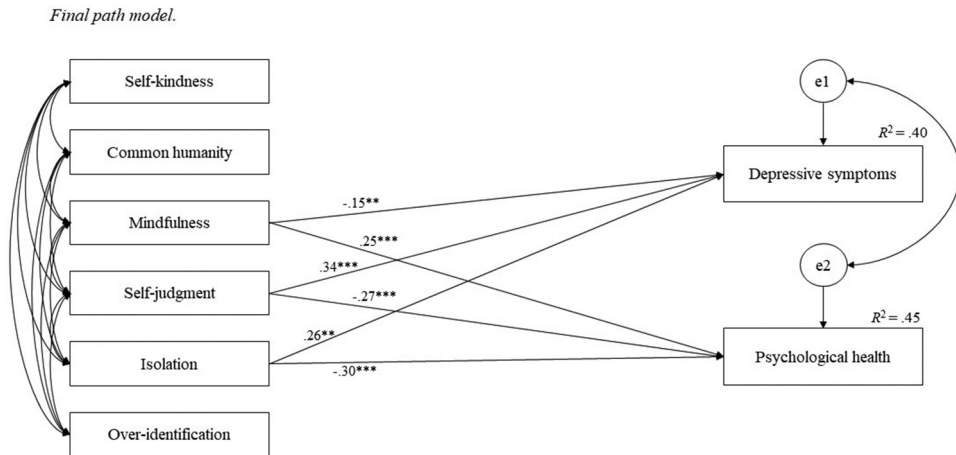 Final path model.
Self-kindness
e1
R² = .40
Common humanity
Depressive symptoms
-.15**
Mindfulness
.25***
.34***
e2
Self-judgment
-.27***
R² = .45
.26**
Isolation
Psychological health
-.30***
Over-identification